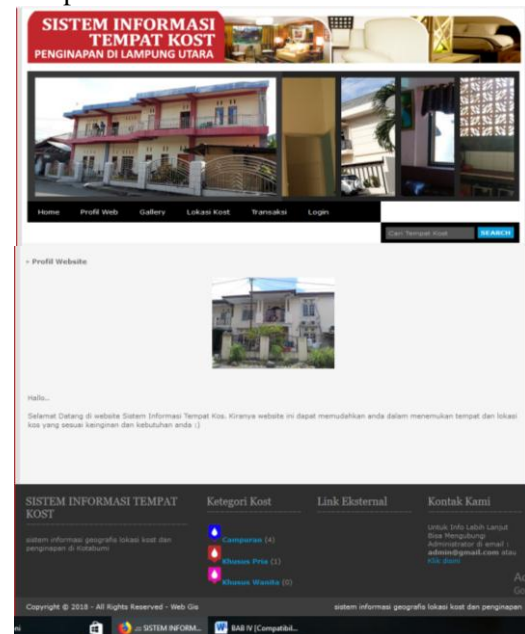 SISTEM INFORMASI
TEMPAT KOST
PENGINAPAN DI LAMPUNG UTARA
Home Profil Web Gallery Lokasi Kost Transaksi Login
Cari Tempat Kost SEARCH
» Profil Website
Hallo..
Selamat Datang di website Sistem Informasi Tempat Kos. Kiranya website ini dapat memudahkan anda dalam menemukan tempat dan lokasi
kos yang sesuai keinginan dan kebutuhan anda :)
SISTEM INFORMASI TEMPAT
KOST
sistem informasi geografis lokasi kost dan
penginapan di Kotabumi
Ketegori Kost
Campuran (4)
Khusus Pria (1)
Khusus Wanita (0)
Link Eksternal
Kontak Kami
Untuk Info Lebih Lanjut
Bisa Mengubungi
Administrator di email :
admin@gmail.com atau
Klik disini
Copyright © 2018 - All Rights Reserved - Web Gis
sistem informasi geografis lokasi kost dan penginapan
.:: SISTEM INFORM... BAB IV [Compatibil...